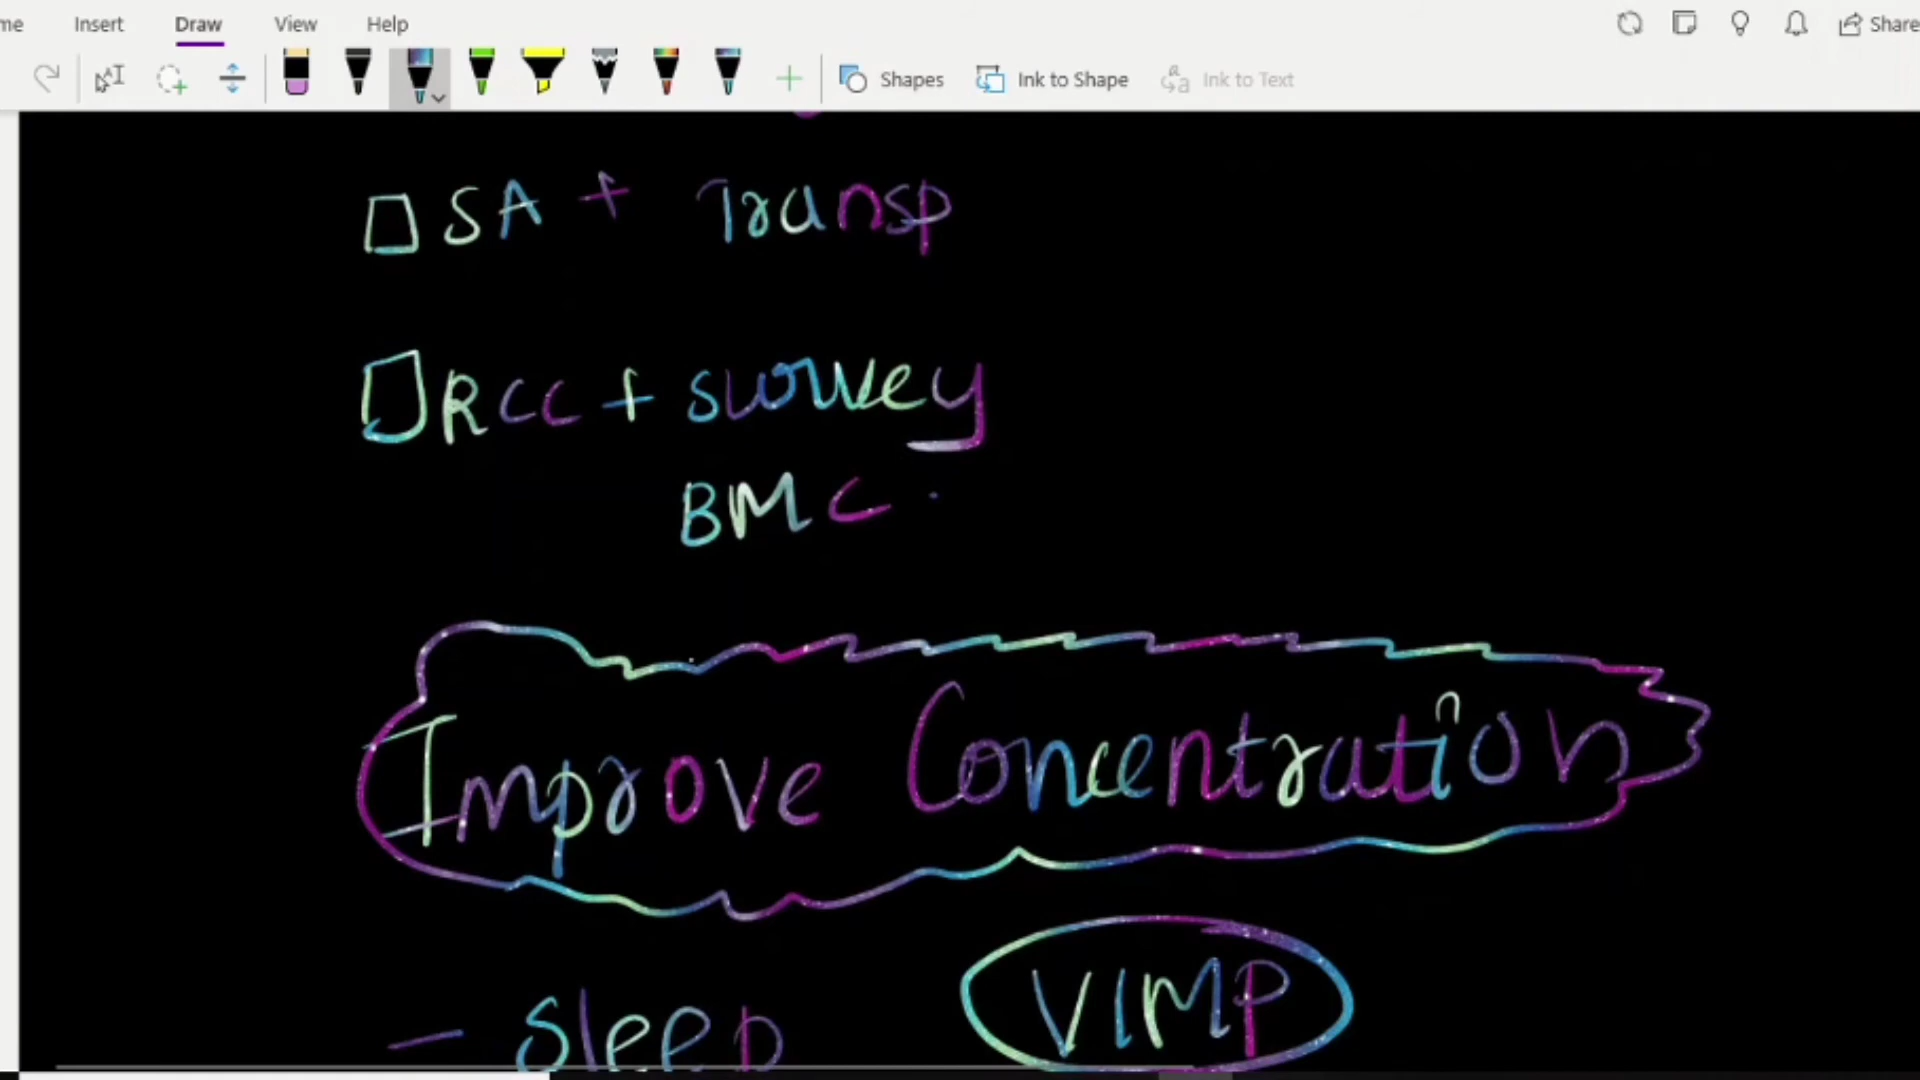 me Insert Draw View Help Share
Shapes Ink to Shape Ink to Text
SA + Transp
RCC + survey
BMC
Improve Concentration
VIMP
- Sleep